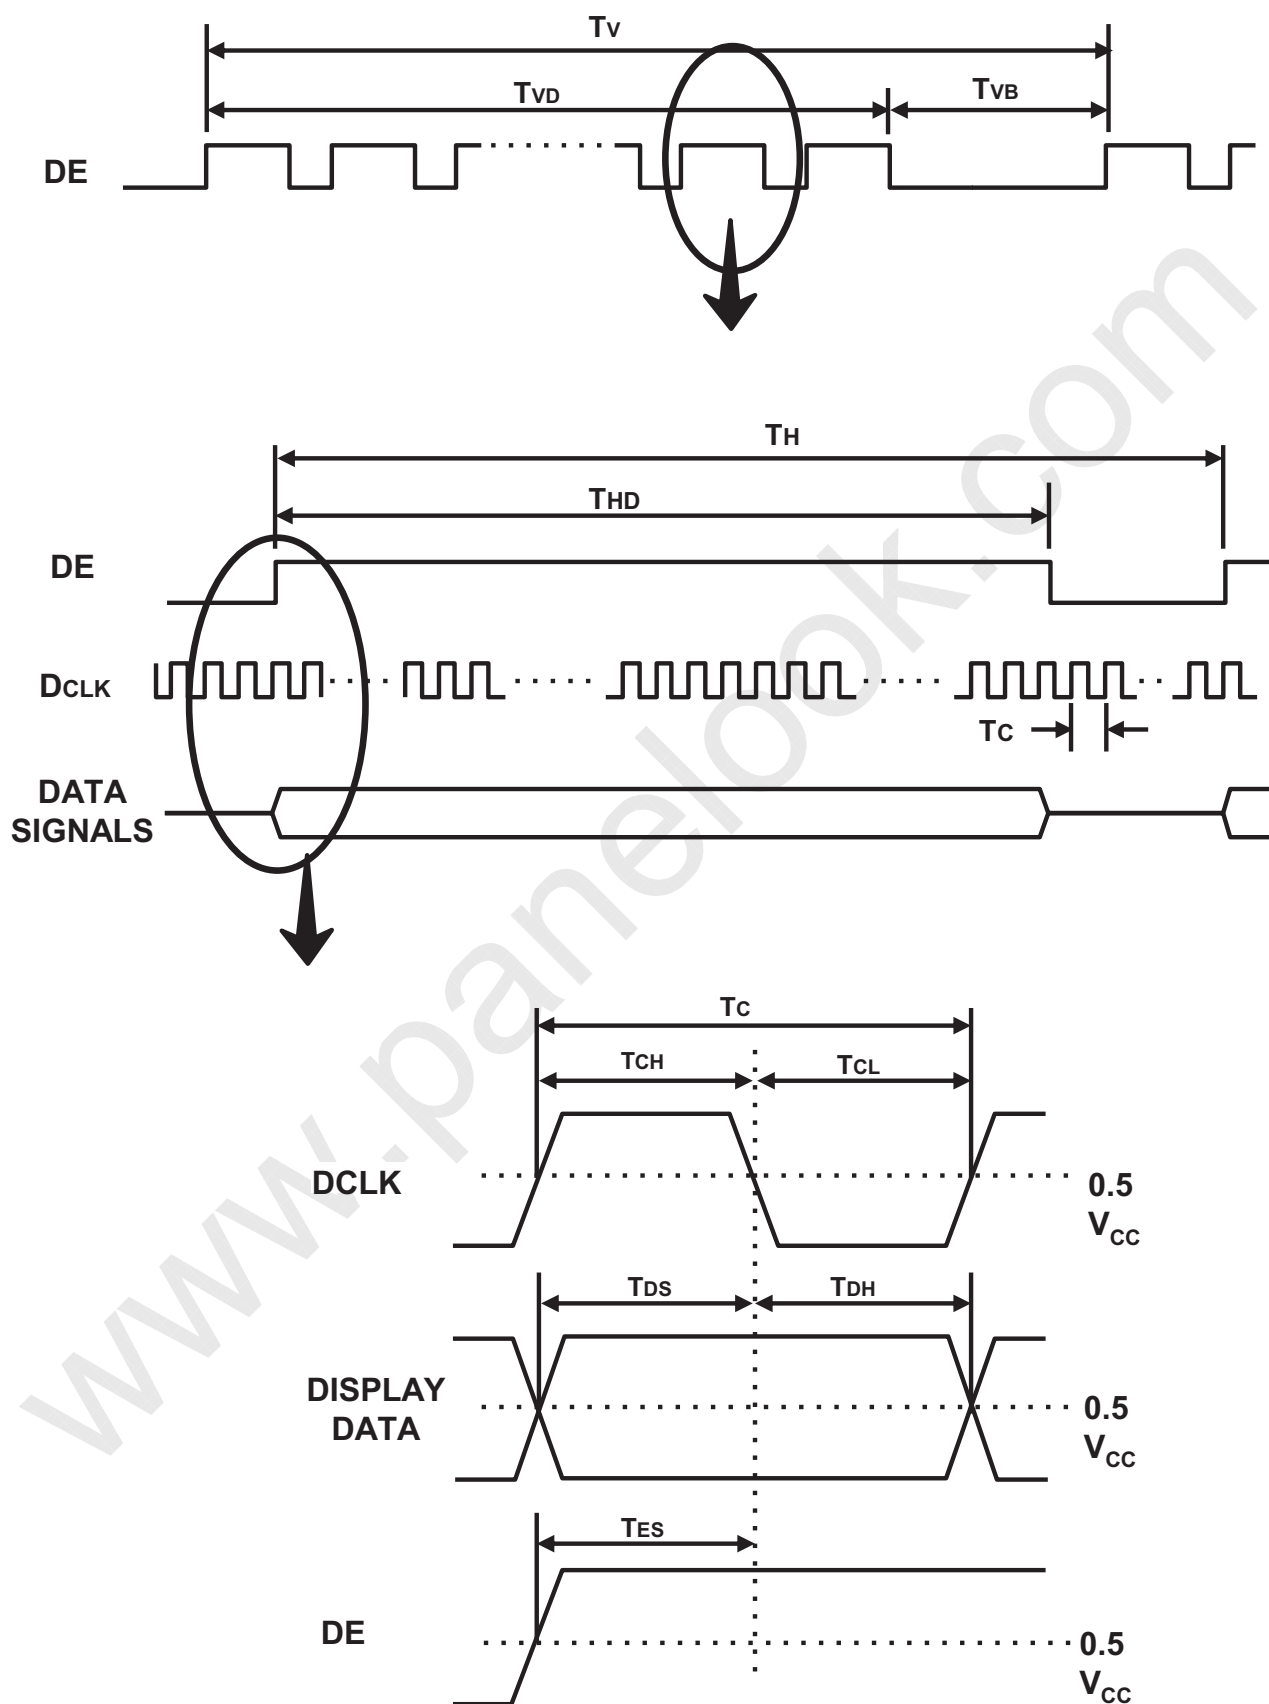 TV
TVD
TVB
DE
TH
THD
DE
DCLK
TC
DATA
SIGNALS
TC
TCH
TCL
DCLK
0.5
VCC
TDS
TDH
DISPLAY
DATA
0.5
VCC
TES
DE
0.5
VCC
www.panelook.com